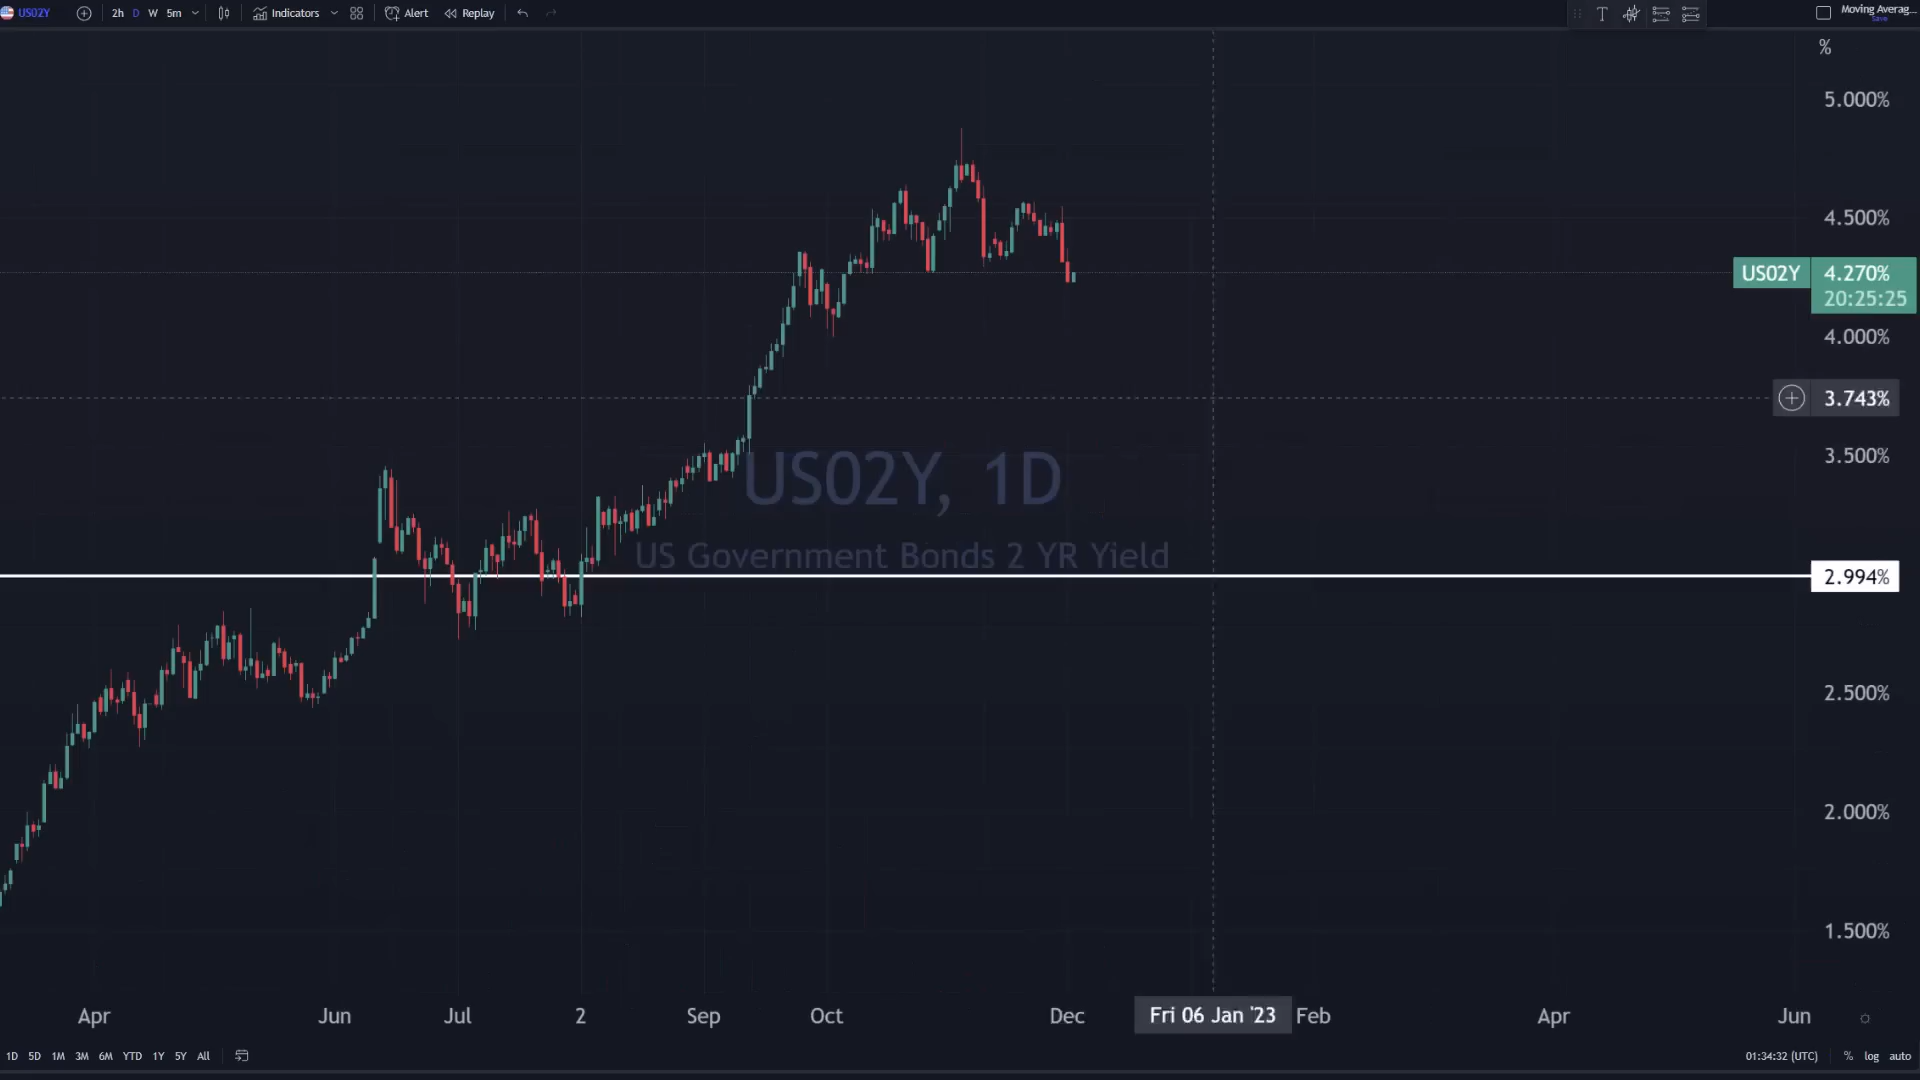 US02Y 2h D W 5m Indicators Alert Replay T Moving Averag...
Save
%
5.000%
4.500%
US02Y 4.270%
20:25:25
4.000%
3.743%
3.500%
US02Y, 1D
US Government Bonds 2 YR Yield
2.994%
2.500%
2.000%
1.500%
Apr Jun Jul 2 Sep Oct Dec Fri 06 Jan '23 Feb Apr Jun
1D 5D 1M 3M 6M YTD 1Y 5Y All 01:34:32 (UTC) % log auto